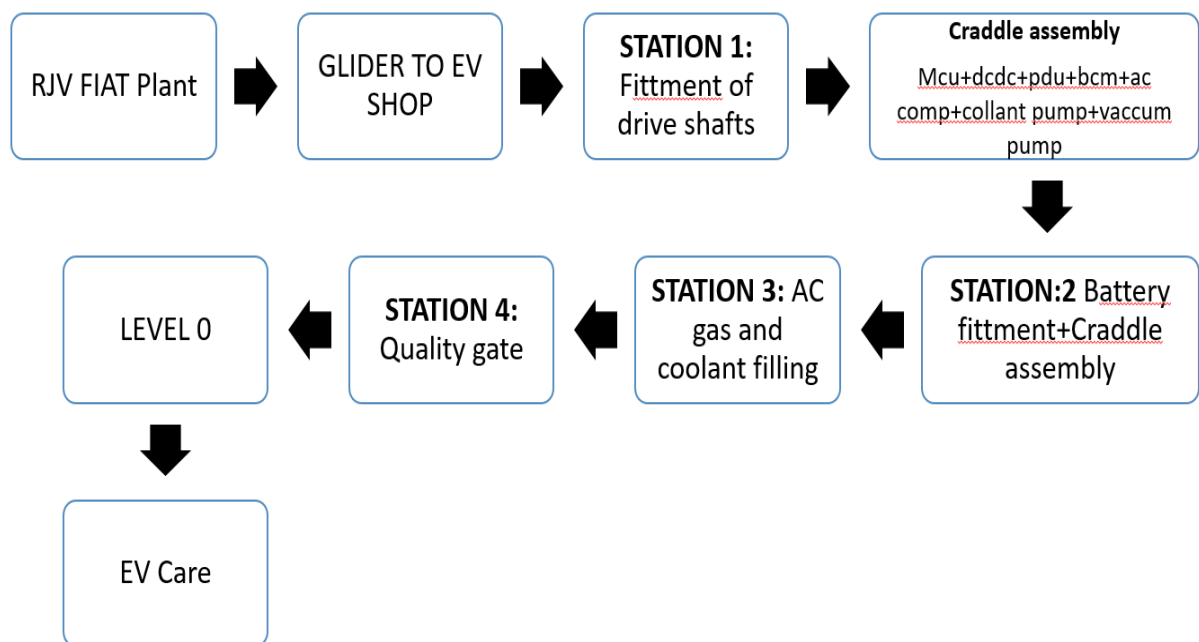 RJV FIAT Plant
GLIDER TO EV
SHOP
STATION 1:
Fittment of
drive shafts
Craddle assembly
Mcu+dcdc+pdu+bcm+ac
comp+collant pump+vaccum
pump
LEVEL 0
STATION 4:
Quality gate
STATION 3: AC
gas and
coolant filling
STATION:2 Battery
fittment+Craddle
assembly
EV Care